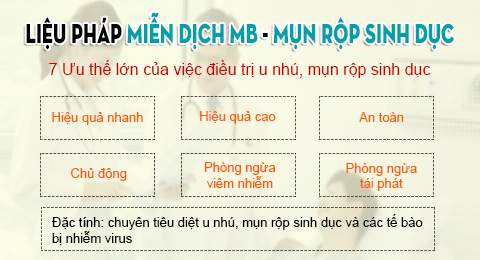 LIỆU PHÁP MIỄN DỊCH MB - MỤN RỘP SINH DỤC
7 Ưu thế lớn của việc điều trị u nhú, mụn rộp sinh dục
Hiệu quả nhanh
Hiệu quả cao
An toàn
Chủ động
Phòng ngừa
viêm nhiễm
Phòng ngừa
tái phát
Đặc tính: chuyên tiêu diệt u nhú, mụn rộp sinh dục và các tế bào
bị nhiễm virus